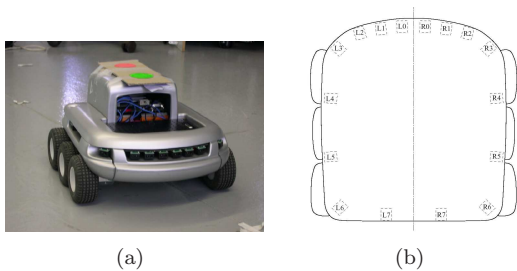 L2 L1 L0 R0 R1 R2
L3 R3
L4 R4
L5 R5
L6 R6
L7 R7
(a) (b)